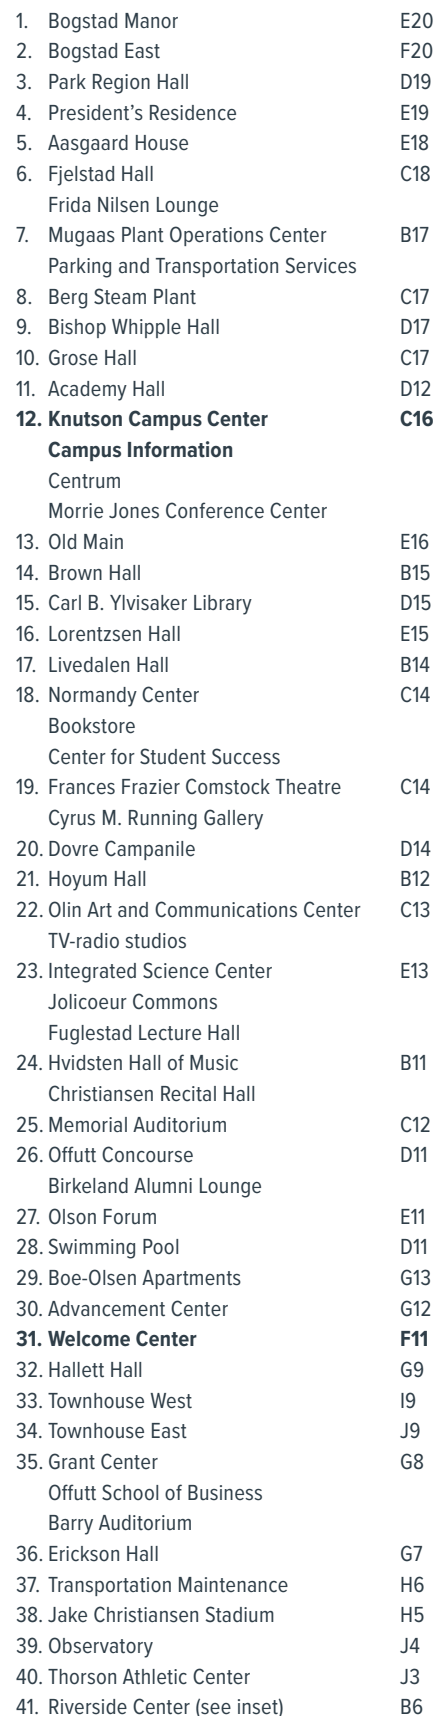 1. Bogstad Manor E20
2. Bogstad East F20
3. Park Region Hall D19
4. President’s Residence E19
5. Aasgaard House E18
6. Fjelstad Hall C18
Frida Nilsen Lounge
7. Mugaas Plant Operations Center B17
Parking and Transportation Services
8. Berg Steam Plant C17
9. Bishop Whipple Hall D17
10. Grose Hall C17
11. Academy Hall D12
12. Knutson Campus Center C16
Campus Information
Centrum
Morrie Jones Conference Center
13. Old Main E16
14. Brown Hall B15
15. Carl B. Ylvisaker Library D15
16. Lorentzsen Hall E15
17. Livedalen Hall B14
18. Normandy Center C14
Bookstore
Center for Student Success
19. Frances Frazier Comstock Theatre C14
Cyrus M. Running Gallery
20. Dovre Campanile D14
21. Hoyum Hall B12
22. Olin Art and Communications Center C13
TV-radio studios
23. Integrated Science Center E13
Jolicoeur Commons
Fuglestad Lecture Hall
24. Hvidsten Hall of Music B11
Christiansen Recital Hall
25. Memorial Auditorium C12
26. Offutt Concourse D11
Birkeland Alumni Lounge
27. Olson Forum E11
28. Swimming Pool D11
29. Boe-Olsen Apartments G13
30. Advancement Center G12
31. Welcome Center F11
32. Hallett Hall G9
33. Townhouse West I9
34. Townhouse East J9
35. Grant Center G8
Offutt School of Business
Barry Auditorium
36. Erickson Hall G7
37. Transportation Maintenance H6
38. Jake Christiansen Stadium H5
39. Observatory J4
40. Thorson Athletic Center J3
41. Riverside Center (see inset) B6